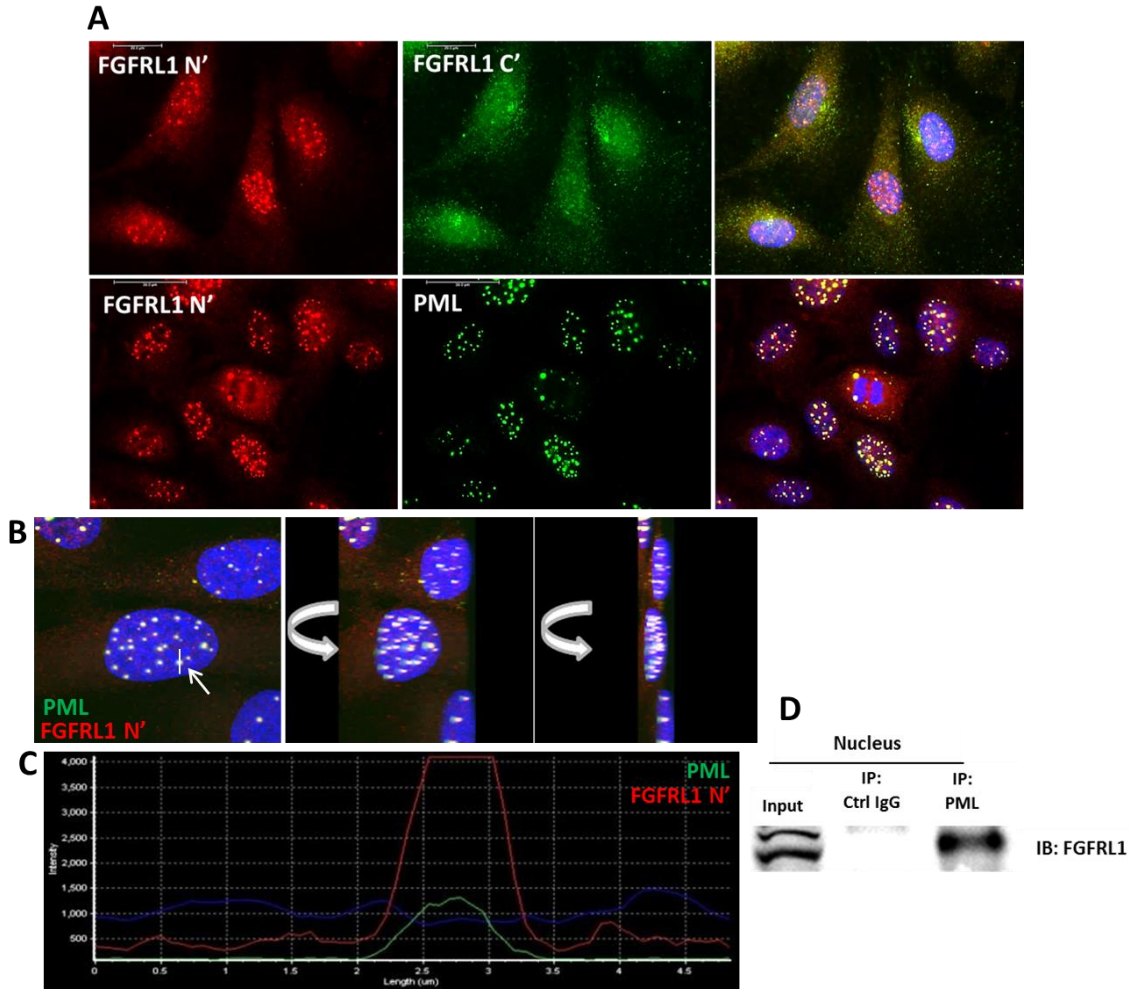 A
FGFRL1 N’
FGFRL1 C’
FGFRL1 N’
PML
B
PML
FGFRL1 N’
C
PML
FGFRL1 N’
4,000
3,500
3,000
2,500
2,000
1,500
1,000
500
Intensity
0 0.5 1 1.5 2 2.5 3 3.5 4 4.5
Length (um)
D
Nucleus
Input
IP:
Ctrl IgG
IP:
PML
IB: FGFRL1